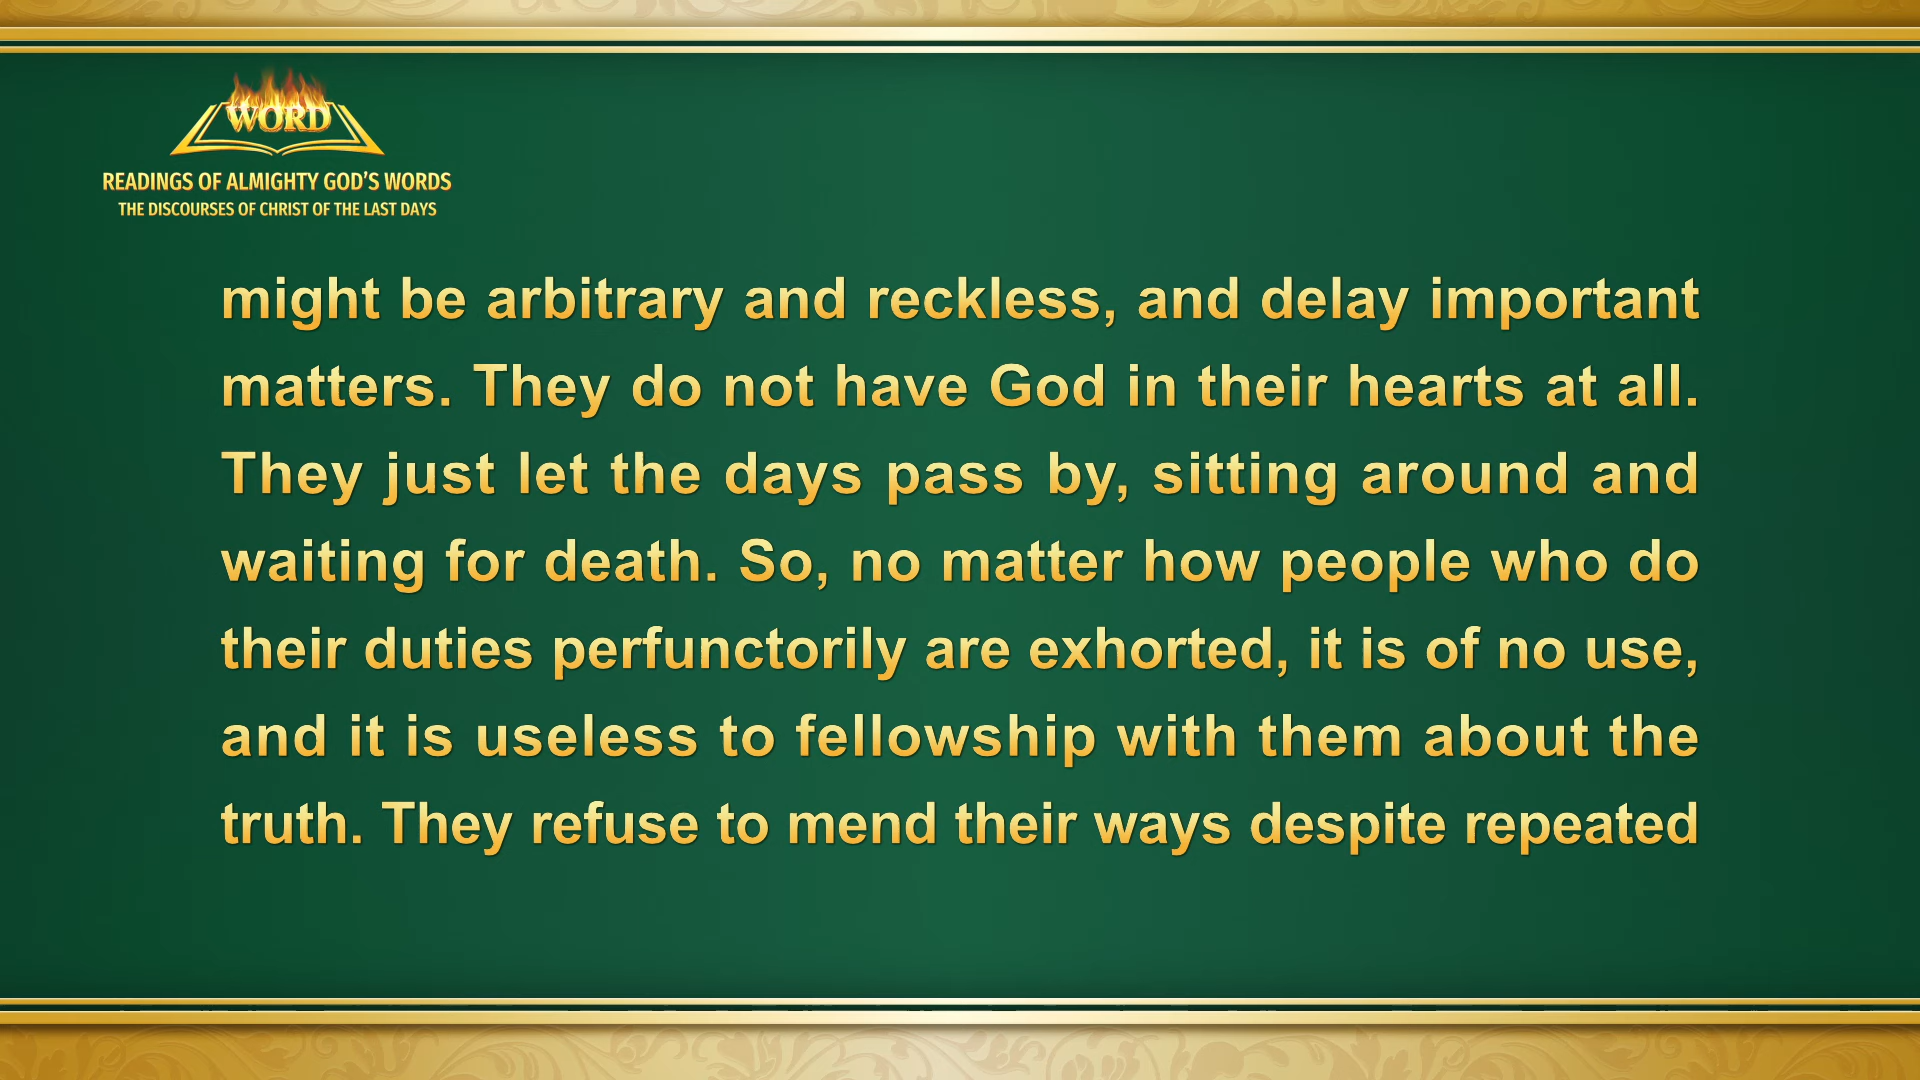 WORD
READINGS OF ALMIGHTY GOD'S WORDS
THE DISCOURSES OF CHRIST OF THE LAST DAYS
might be arbitrary and reckless, and delay important
matters. They do not have God in their hearts at all.
They just let the days pass by, sitting around and
waiting for death. So, no matter how people who do
their duties perfunctorily are exhorted, it is of no use,
and it is useless to fellowship with them about the
truth. They refuse to mend their ways despite repeated